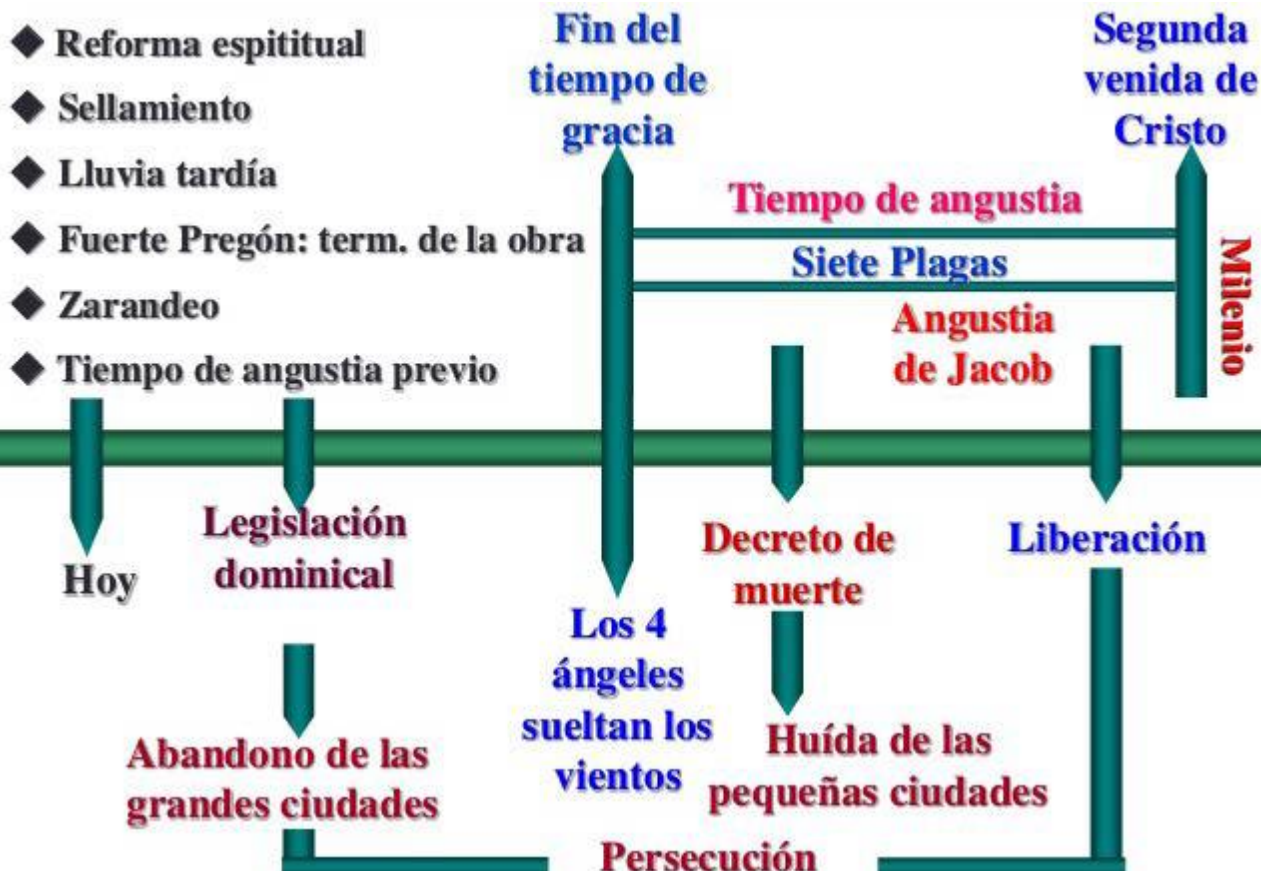 Reforma espititual
Sellamiento
Lluvia tardía
Fuerte Pregón: term. de la obra
Zarandeo
Tiempo de angustia previo
Fin del
tiempo de
gracia
Segunda
venida de
Cristo
Tiempo de angustia
Siete Plagas
Angustia
de Jacob
Milenio
Hoy
Legislación
dominical
Decreto de
muerte
Liberación
Los 4
ángeles
sueltan los
vientos
Abandono de las
grandes ciudades
Huída de las
pequeñas ciudades
Persecución